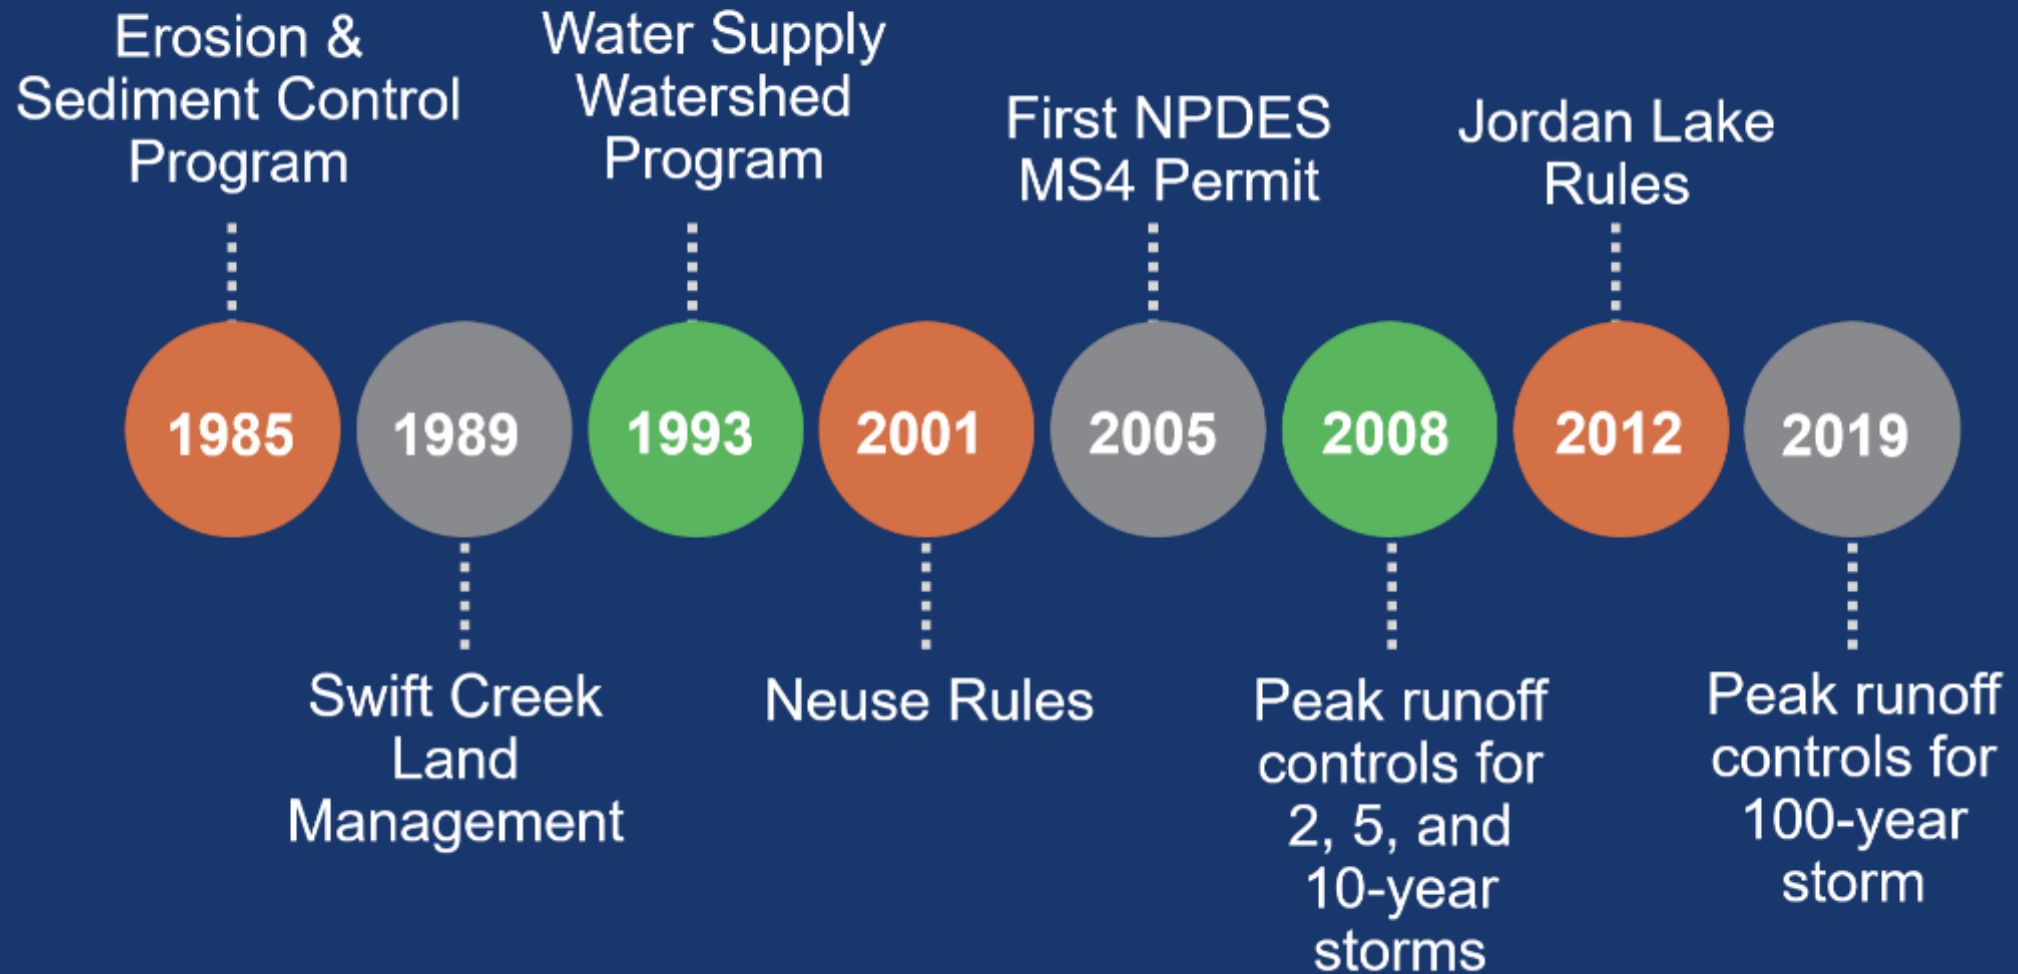 Erosion &
Sediment Control
Program
Water Supply
Watershed
Program
First NPDES
MS4 Permit
Jordan Lake
Rules
1985
1989
1993
2001
2005
2008
2012
2019
Swift Creek
Land
Management
Neuse Rules
Peak runoff
controls for
2, 5, and
10-year
storms
Peak runoff
controls for
100-year
storm